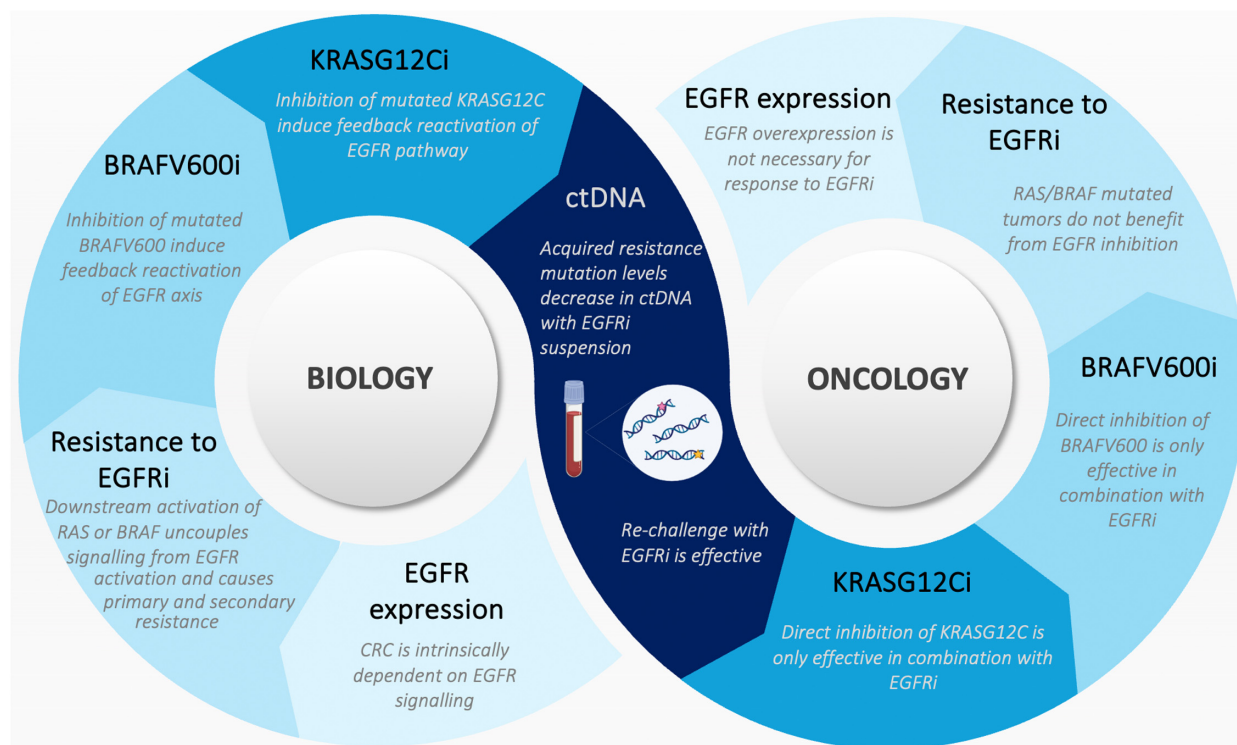 KRASG12Ci
Inhibition of mutated KRASG12C
induce feedback reactivation of
EGFR pathway
BRAFV600i
Inhibition of mutated
BRAFV600 induce
feedback reactivation
of EGFR axis
Resistance to
EGFRi
Downstream activation of
RAS or BRAF uncouples
signalling from EGFR
activation and causes
primary and secondary
resistance
EGFR
expression
CRC is intrinsically
dependent on EGFR
signalling
BIOLOGY
ctDNA
Acquired resistance
mutation levels
decrease in ctDNA
with EGFRi
suspension
Re-challenge with
EGFRi is effective
EGFR expression
EGFR overexpression is
not necessary for
response to EGFRi
Resistance to
EGFRi
RAS/BRAF mutated
tumors do not benefit
from EGFR inhibition
BRAFV600i
Direct inhibition of
BRAFV600 is only
effective in
combination with
EGFRi
KRASG12Ci
Direct inhibition of KRASG12C is
only effective in combination with
EGFRi
ONCOLOGY